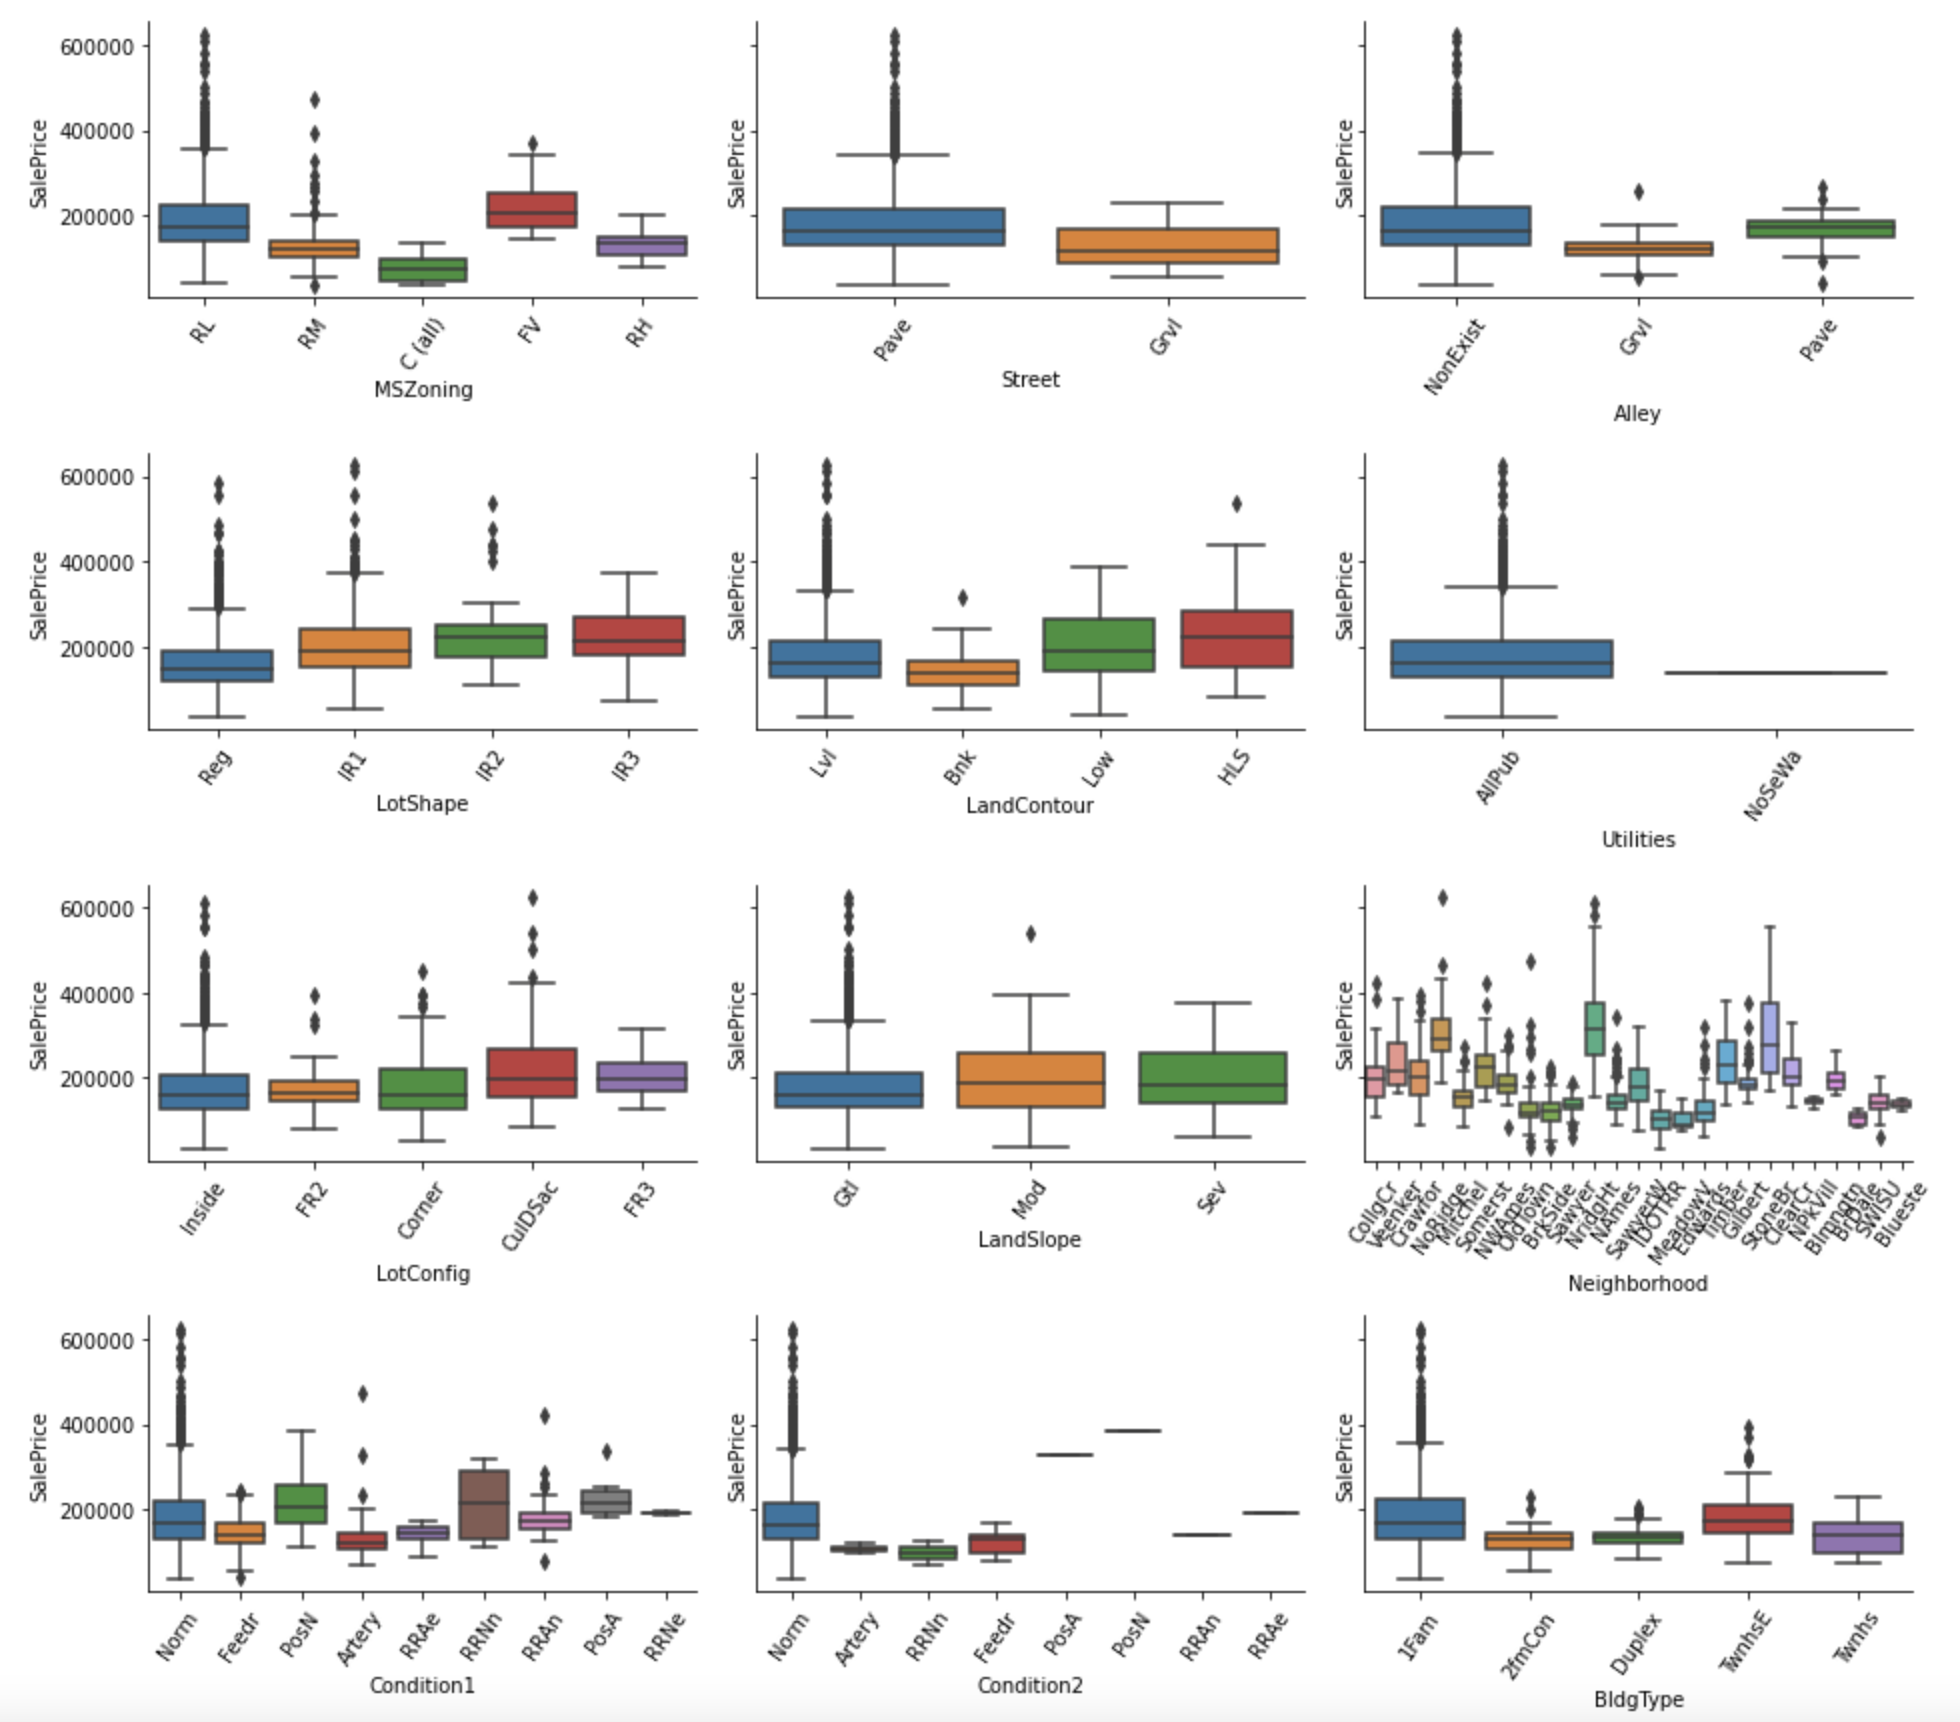 600000
400000
200000
SalePrice
RL
RM
C (all)
FV
RH
MSZoning
SalePrice
Pave
Grvl
Street
SalePrice
NonExist
Grvl
Pave
Alley
600000
400000
200000
SalePrice
Reg
IR1
IR2
IR3
LotShape
SalePrice
Lvl
Bnk
Low
HLS
LandContour
SalePrice
AllPub
NoSeWa
Utilities
600000
400000
200000
SalePrice
Inside
FR2
Corner
CulDSac
FR3
LotConfig
SalePrice
Gtl
Mod
Sev
LandSlope
SalePrice
CollgCr
Veenker
Crawfor
NoRidge
Mitchel
Somerst
NWAmes
OldTown
BrkSide
Sawyer
NridgHt
NAmes
SawyerW
IDOTRR
MeadowV
Edwards
Timber
Gilbert
StoneBr
ClearCr
NPkVill
Blmngtn
BrDale
SWISU
Blueste
Neighborhood
600000
400000
200000
SalePrice
Norm
Feedr
PosN
Artery
RRAe
RRNn
RRAn
PosA
RRNe
Condition1
SalePrice
Norm
Artery
RRNn
Feedr
PosA
PosN
RRAn
RRAe
Condition2
SalePrice
1Fam
2fmCon
Duplex
TwnhsE
Twnhs
BldgType